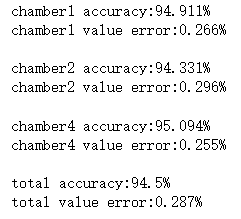 chamber1 accuracy:94.911%
chamber1 value error:0.266%
chamber2 accuracy:94.331%
chamber2 value error:0.296%
chamber4 accuracy:95.094%
chamber4 value error:0.255%
total accuracy:94.5%
total value error:0.287%